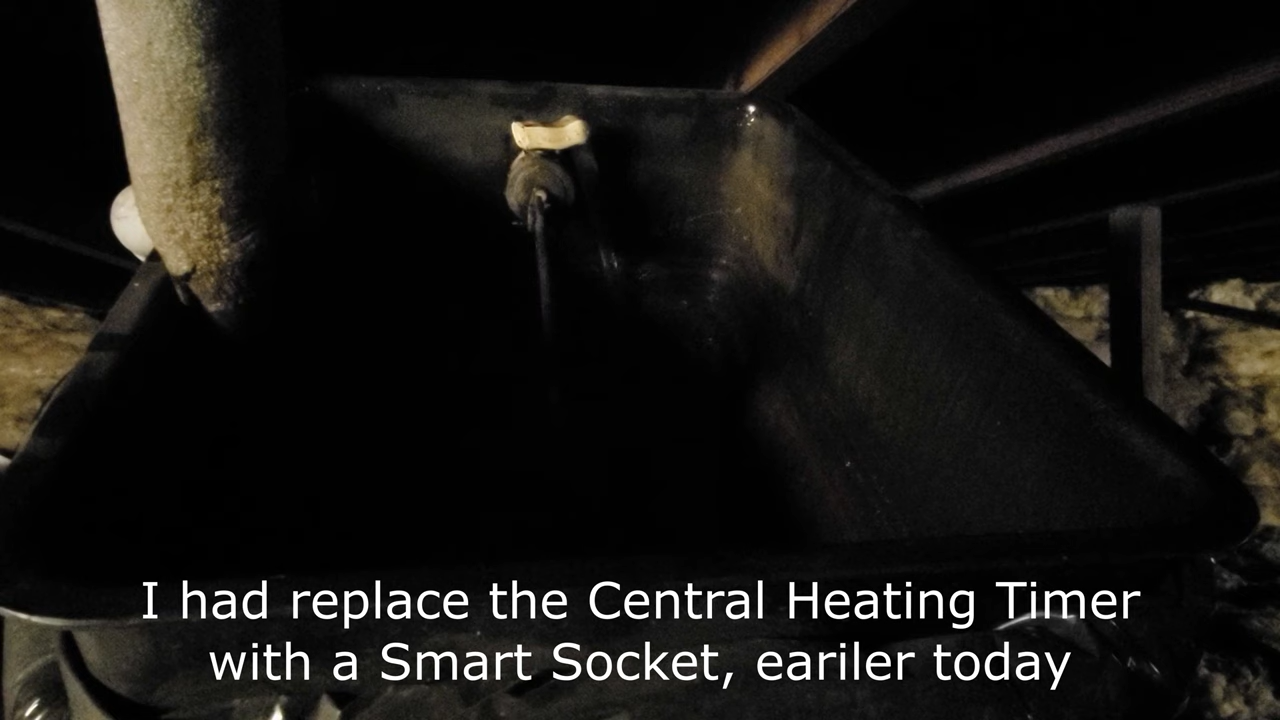 I had replace the Central Heating Timer
with a Smart Socket, eariler today